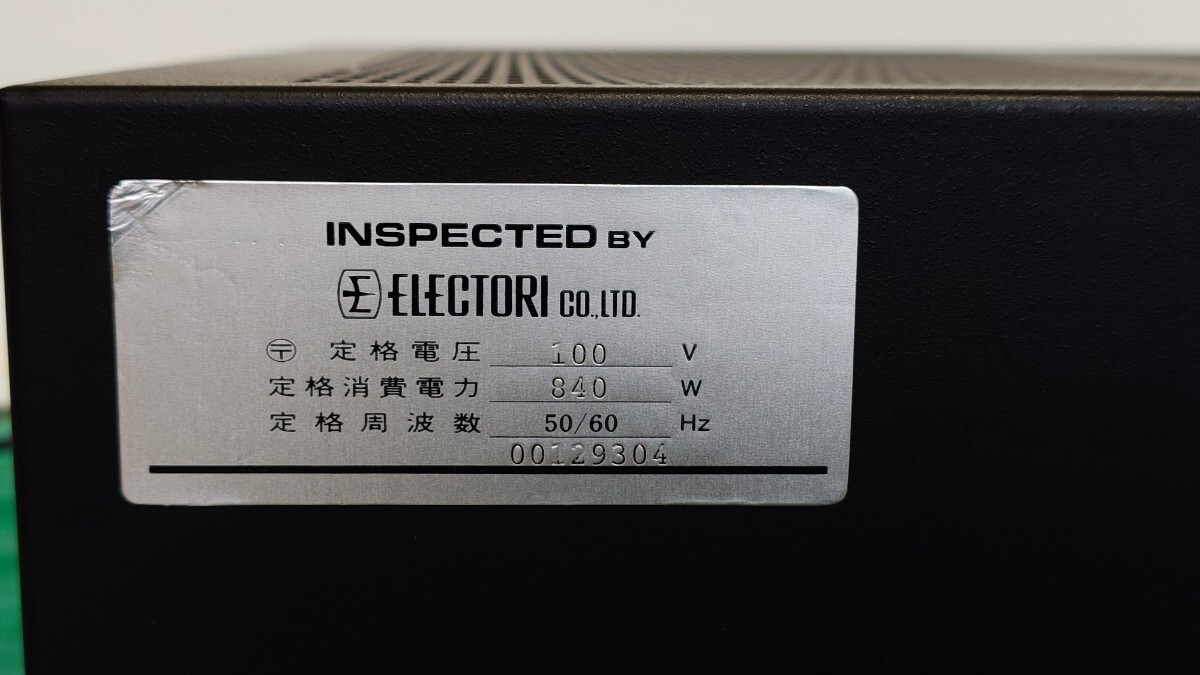 INSPECTED BY
ELECTORI CO.,LTD.
〶 定格電圧 100 V
定格消費電力 840 W
定格周波数 50/60 Hz
00129304